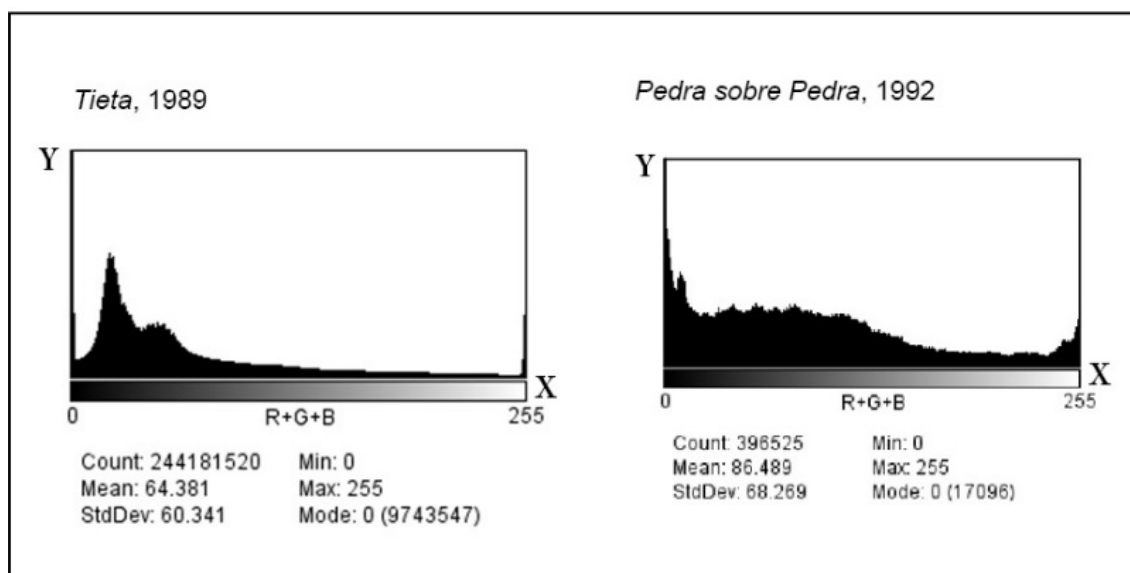 Tieta, 1989
Y
X
0
R+G+B
255
Count: 244181520 Min: 0
Mean: 64.381 Max: 255
StdDev: 60.341 Mode: 0 (9743547)
Pedra sobre Pedra, 1992
Y
X
0
R+G+B
255
Count: 396525 Min: 0
Mean: 86.489 Max: 255
StdDev: 68.269 Mode: 0 (17096)